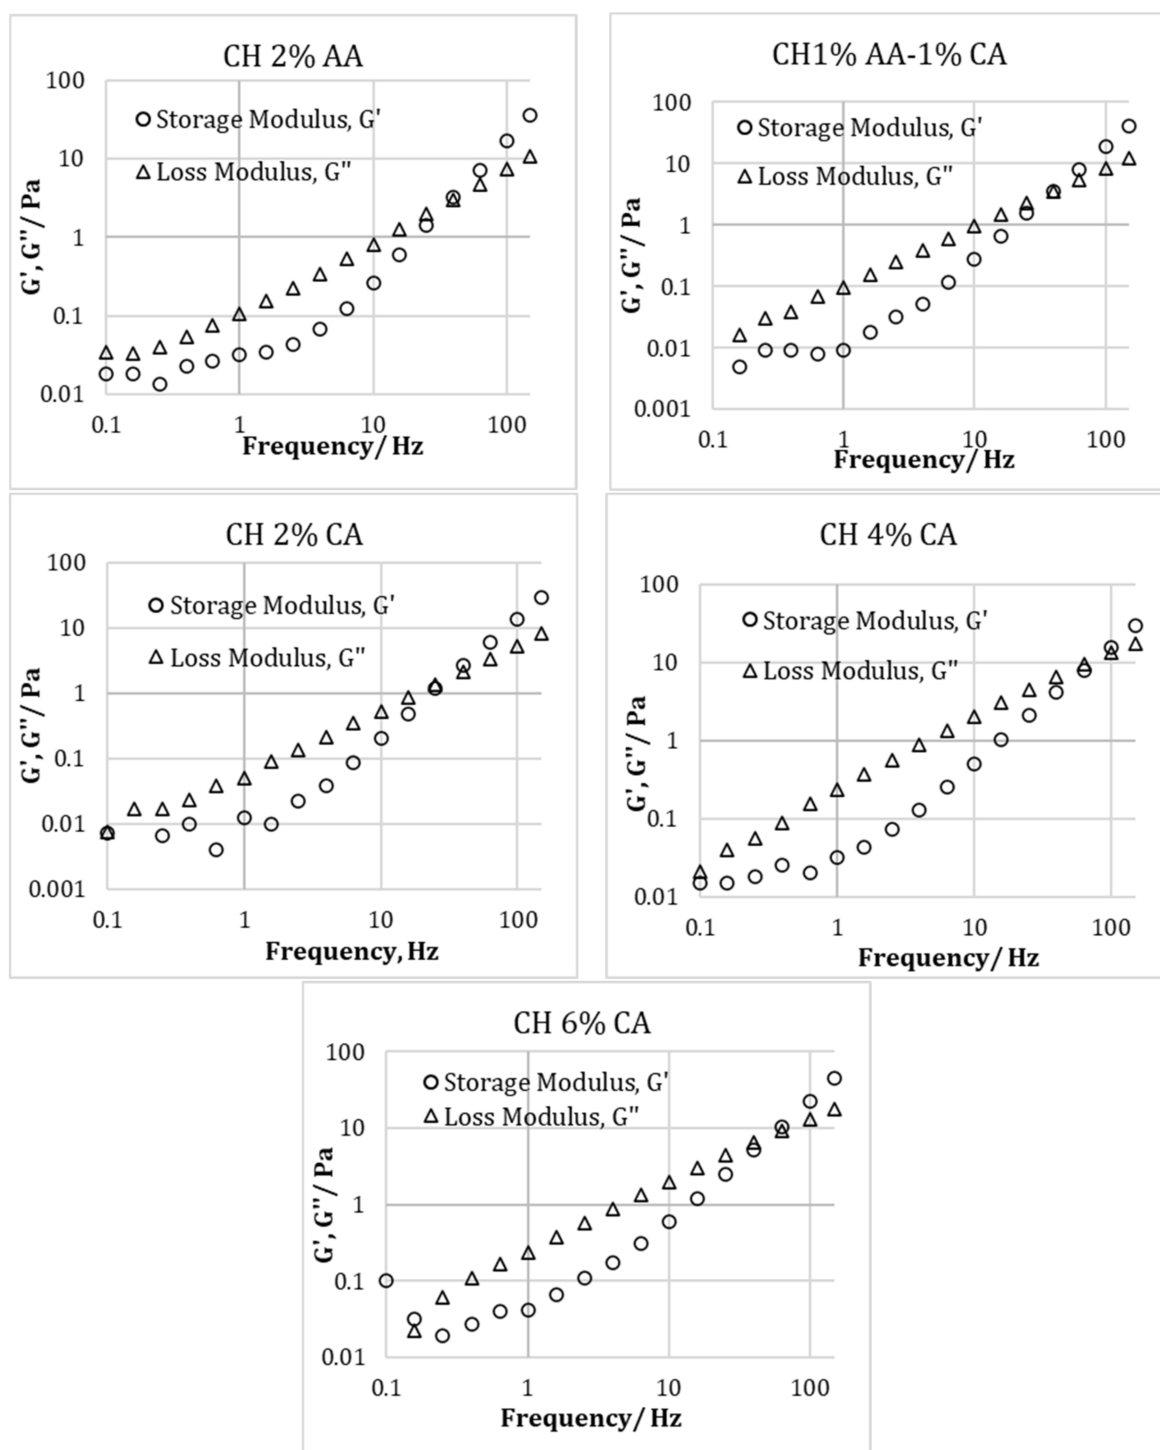 CH 2% AA
100
10
1
0.1
0.01
Storage Modulus, G'
Loss Modulus, G"
G', G"/ Pa
0.1
1
10
100
Frequency/ Hz
CH1% AA-1% CA
100
10
1
0.1
0.01
0.001
Storage Modulus, G'
Loss Modulus, G"
G', G"/ Pa
0.1
1
10
100
Frequency/ Hz
CH 2% CA
100
10
1
0.1
0.01
0.001
Storage Modulus, G'
Loss Modulus, G"
G', G"/ Pa
0.1
1
10
100
Frequency, Hz
CH 4% CA
100
10
1
0.1
0.01
Storage Modulus, G'
Loss Modulus, G"
G', G"/ Pa
0.1
1
10
100
Frequency/ Hz
CH 6% CA
100
10
1
0.1
0.01
Storage Modulus, G'
Loss Modulus, G"
G', G"/ Pa
0.1
1
10
100
Frequency/ Hz